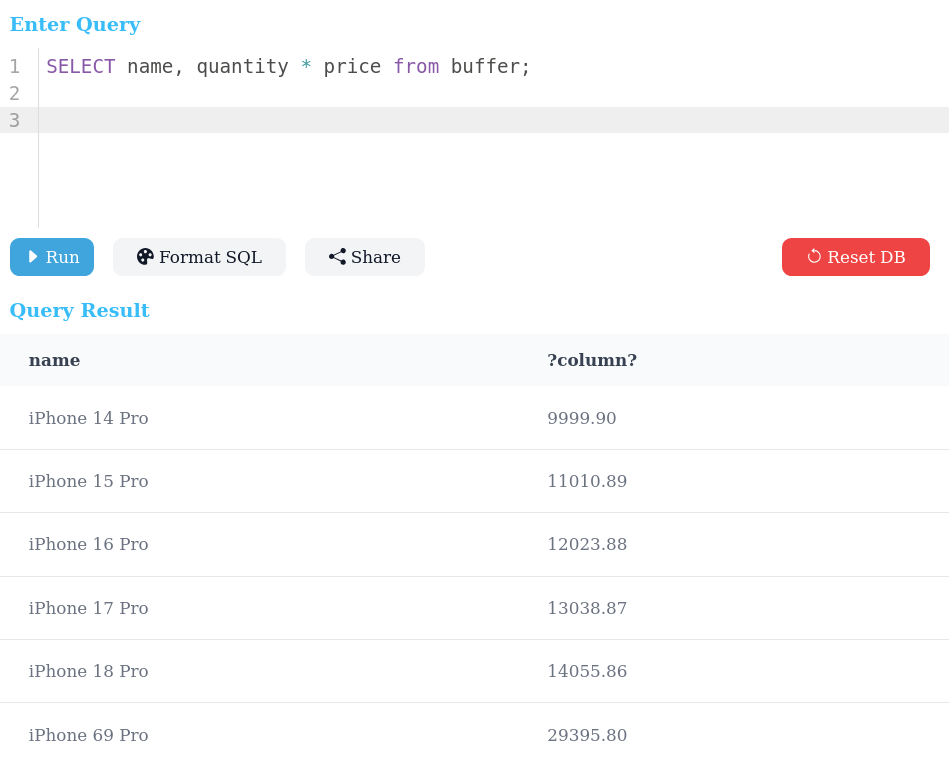 Enter Query
1 SELECT name, quantity * price from buffer;
2
3
Run Format SQL Share Reset DB
Query Result
name ?column?
iPhone 14 Pro 9999.90
iPhone 15 Pro 11010.89
iPhone 16 Pro 12023.88
iPhone 17 Pro 13038.87
iPhone 18 Pro 14055.86
iPhone 69 Pro 29395.80